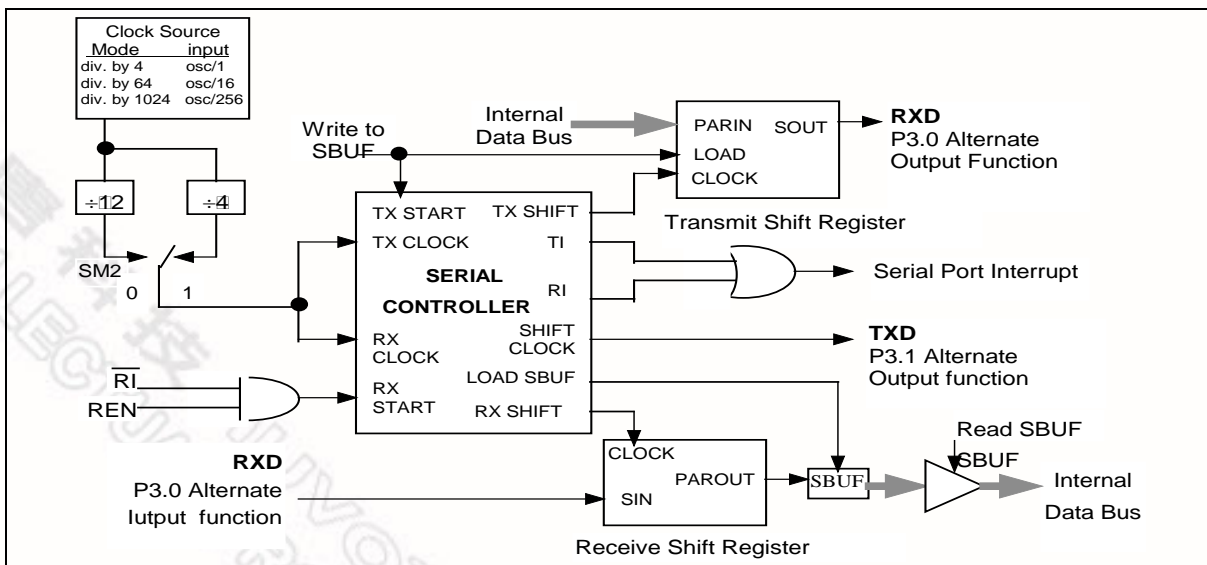 Clock Source
Mode input
div. by 4 osc/1
div. by 64 osc/16
div. by 1024 osc/256
÷12
÷4
SM2
0 1
Write to
SBUF
Internal
Data Bus
PARIN SOUT
LOAD
CLOCK
Transmit Shift Register
RXD
P3.0 Alternate
Output Function
TX START TX SHIFT
TX CLOCK TI
SERIAL
RI
CONTROLLER
RX
CLOCK
SHIFT
CLOCK
LOAD SBUF
RX
START
RX SHIFT
Serial Port Interrupt
TXD
P3.1 Alternate
Output function
RI
REN
RXD
P3.0 Alternate
Iutput function
CLOCK
PAROUT
SIN
Receive Shift Register
SBUF
Read SBUF
SBUF
Internal
Data Bus